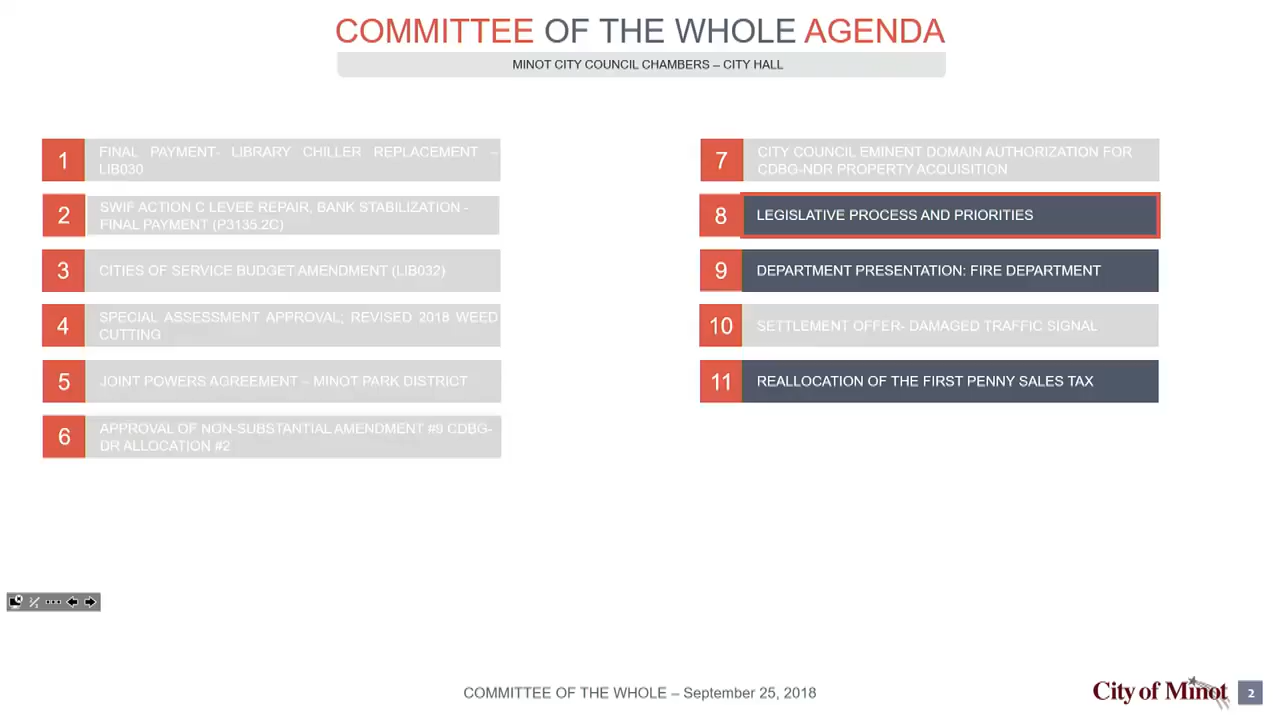 COMMITTEE OF THE WHOLE AGENDA
MINOT CITY COUNCIL CHAMBERS – CITY HALL
1
FINAL PAYMENT- LIBRARY CHILLER REPLACEMENT –
LIB030
2
SWIF ACTION C LEVEE REPAIR, BANK STABILIZATION -
FINAL PAYMENT (P3135.2C)
3
CITIES OF SERVICE BUDGET AMENDMENT (LIB032)
4
SPECIAL ASSESSMENT APPROVAL; REVISED 2018 WEED
CUTTING
5
JOINT POWERS AGREEMENT – MINOT PARK DISTRICT
6
APPROVAL OF NON-SUBSTANTIAL AMENDMENT #9 CDBG-
DR ALLOCATION #2
7
CITY COUNCIL EMINENT DOMAIN AUTHORIZATION FOR
CDBG-NDR PROPERTY ACQUISITION
8
LEGISLATIVE PROCESS AND PRIORITIES
9
DEPARTMENT PRESENTATION: FIRE DEPARTMENT
10
SETTLEMENT OFFER- DAMAGED TRAFFIC SIGNAL
11
REALLOCATION OF THE FIRST PENNY SALES TAX
COMMITTEE OF THE WHOLE – September 25, 2018
City of Minot
2